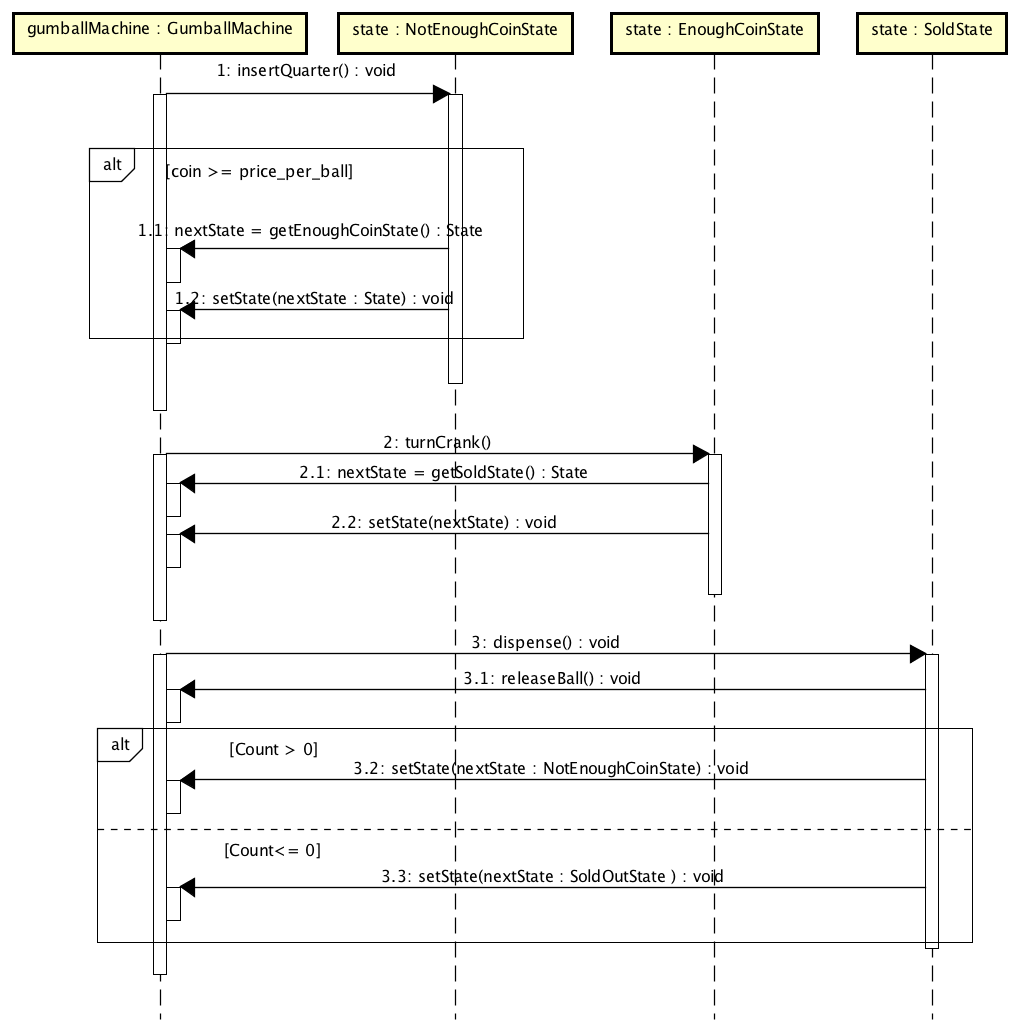 gumballMachine : GumballMachine
state : NotEnoughCoinState
state : EnoughCoinState
state : SoldState
1: insertQuarter() : void
alt
[coin >= price_per_ball]
1.1: nextState = getEnoughCoinState() : State
1.2: setState(nextState : State) : void
2: turnCrank()
2.1: nextState = getSoldState() : State
2.2: setState(nextState) : void
3: dispense() : void
3.1: releaseBall() : void
alt
[Count > 0]
3.2: setState(nextState : NotEnoughCoinState) : void
[Count<= 0]
3.3: setState(nextState : SoldOutState ) : void